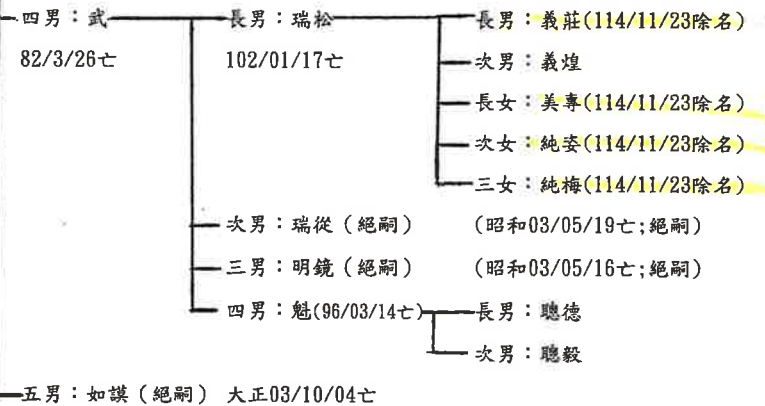 四男：武 長男：瑞松 長男：義莊(114/11/23除名)
82/3/26亡 102/01/17亡 次男：義煌
長女：美專(114/11/23除名)
次女：純姿(114/11/23除名)
三女：純梅(114/11/23除名)
次男：瑞從（絕嗣） (昭和03/05/19亡;絕嗣)
三男：明鏡（絕嗣） (昭和03/05/16亡;絕嗣)
四男：魁(96/03/14亡) 長男：聰德
次男：聰毅
五男：如謨（絕嗣） 大正03/10/04亡